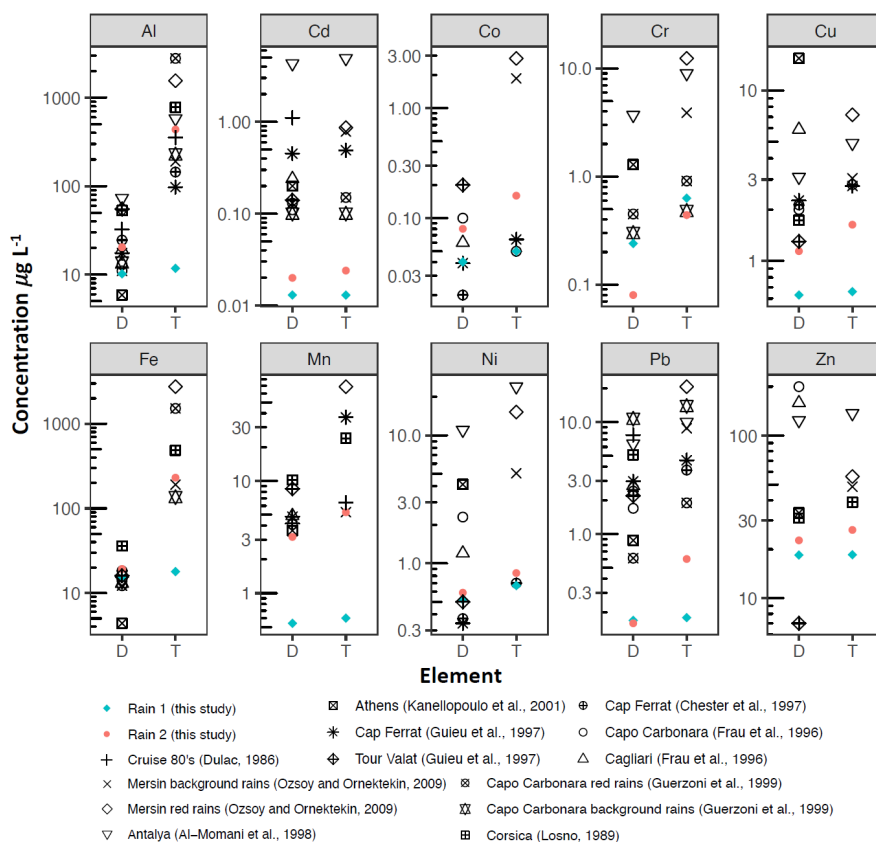 Al Cd Co Cr Cu
1000 100 10
1.00 0.10 0.01
3.00 1.00 0.30 0.10 0.03
10.0 1.0 0.1
10 3 1
D T D T D T D T D T
Concentration µg L-1
Fe Mn Ni Pb Zn
1000 100 10
30 10 3 1
10.0 3.0 1.0 0.3
10.0 3.0 1.0 0.3
100 30 10
D T D T D T D T D T
Element
Rain 1 (this study) Athens (Kanellopoulo et al., 2001) Cap Ferrat (Chester et al., 1997)
Rain 2 (this study) Cap Ferrat (Guieu et al., 1997) Capo Carbonara (Frau et al., 1996)
Cruise 80's (Dulac, 1986) Tour Valat (Guieu et al., 1997) Cagliari (Frau et al., 1996)
Mersin background rains (Ozsoy and Ornektekin, 2009) Capo Carbonara red rains (Guerzoni et al., 1999)
Mersin red rains (Ozsoy and Ornektekin, 2009) Capo Carbonara background rains (Guerzoni et al., 1999)
Antalya (Al–Momani et al., 1998) Corsica (Losno, 1989)